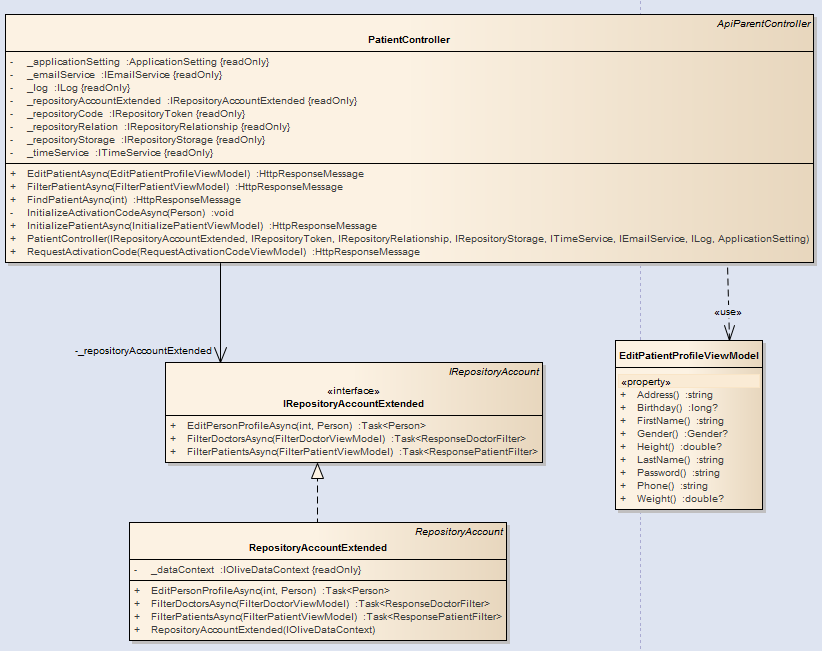 ApiParentController
PatientController
- _applicationSetting :ApplicationSetting {readOnly}
- _emailService :IEmailService {readOnly}
- _log :ILog {readOnly}
- _repositoryAccountExtended :IRepositoryAccountExtended {readOnly}
- _repositoryCode :IRepositoryToken {readOnly}
- _repositoryRelation :IRepositoryRelationship {readOnly}
- _repositoryStorage :IRepositoryStorage {readOnly}
- _timeService :ITimeService {readOnly}
+ EditPatientAsync(EditPatientProfileViewModel) :HttpResponseMessage
+ FilterPatientAsync(FilterPatientViewModel) :HttpResponseMessage
+ FindPatientAsync(int) :HttpResponseMessage
- InitializeActivationCodeAsync(Person) :void
+ InitializePatientAsync(InitializePatientViewModel) :HttpResponseMessage
+ PatientController(IRepositoryAccountExtended, IRepositoryToken, IRepositoryRelationship, IRepositoryStorage, ITimeService, IEmailService, ILog, ApplicationSetting)
+ RequestActivationCode(RequestActivationCodeViewModel) :HttpResponseMessage
«use»
-_repositoryAccountExtended
IRepositoryAccount
«interface»
IRepositoryAccountExtended
+ EditPersonProfileAsync(int, Person) :Task<Person>
+ FilterDoctorsAsync(FilterDoctorViewModel) :Task<ResponseDoctorFilter>
+ FilterPatientsAsync(FilterPatientViewModel) :Task<ResponsePatientFilter>
EditPatientProfileViewModel
«property»
+ Address() :string
+ Birthday() :long?
+ FirstName() :string
+ Gender() :Gender?
+ Height() :double?
+ LastName() :string
+ Password() :string
+ Phone() :string
+ Weight() :double?
RepositoryAccount
RepositoryAccountExtended
- _dataContext :IOliveDataContext {readOnly}
+ EditPersonProfileAsync(int, Person) :Task<Person>
+ FilterDoctorsAsync(FilterDoctorViewModel) :Task<ResponseDoctorFilter>
+ FilterPatientsAsync(FilterPatientViewModel) :Task<ResponsePatientFilter>
+ RepositoryAccountExtended(IOliveDataContext)